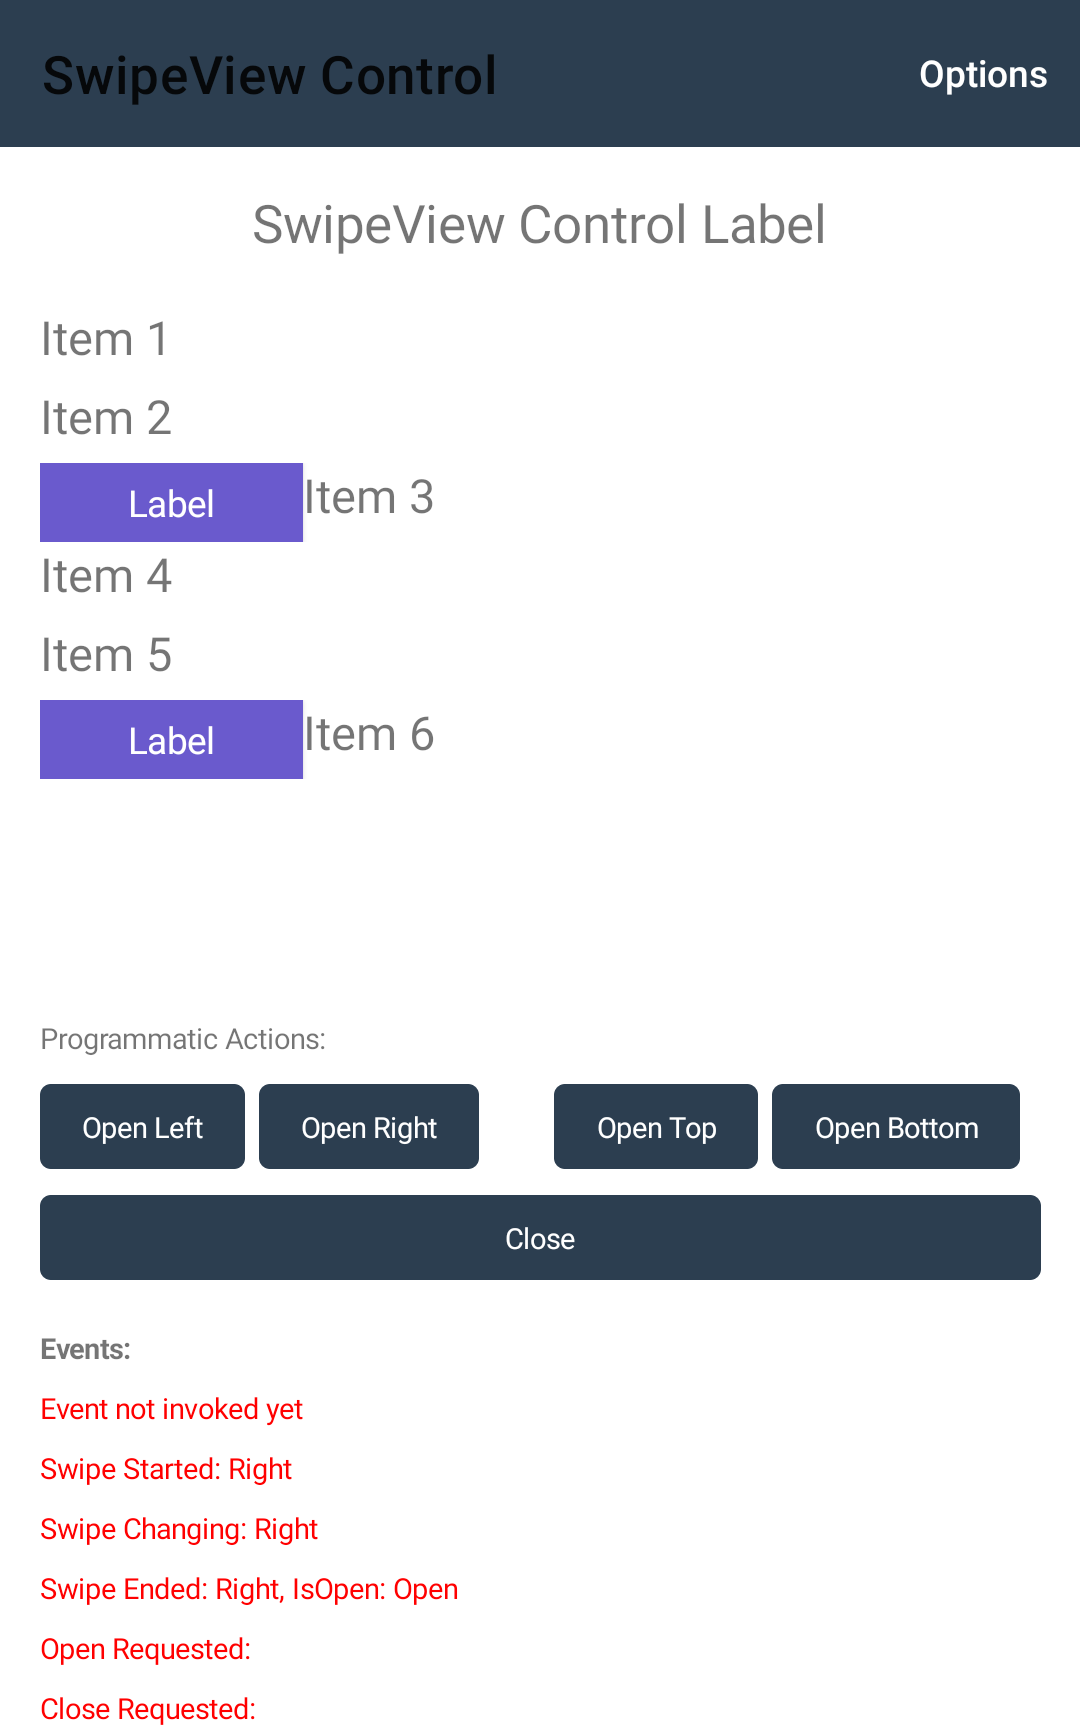 SwipeView Control
Options
SwipeView Control Label
Item 1
Item 2
Label Item 3
Item 4
Item 5
Label Item 6
Programmatic Actions:
Open Left Open Right Open Top Open Bottom
Close
Events:
Event not invoked yet
Swipe Started: Right
Swipe Changing: Right
Swipe Ended: Right, IsOpen: Open
Open Requested:
Close Requested: